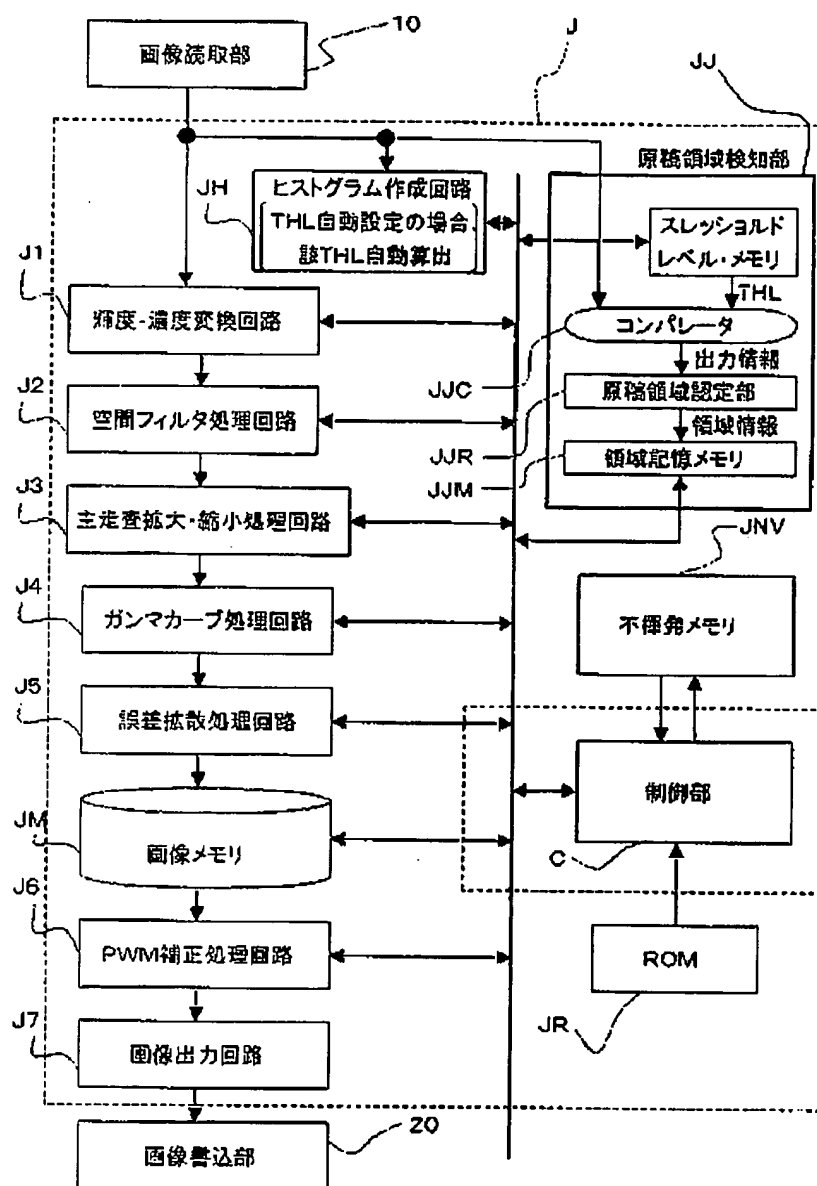 10
画像読取部
J
JJ
原稿領域検知部
JH
ヒストグラム作成回路
THL自動設定の場合、
該THL自動算出
スレッショルド
レベル・メモリ
THL
J1
輝度-濃度変換回路
コンパレータ
JJC
出力情報
J2
空間フィルタ処理回路
原稿領域認定部
JJR
領域情報
領域記憶メモリ
JJM
J3
主走査拡大・縮小処理回路
JNV
J4
ガンマカーブ処理回路
不揮発メモリ
J5
誤差拡散処理回路
制御部
C
JM
画像メモリ
J6
PWM補正処理回路
ROM
JR
J7
画像出力回路
20
画像書込部